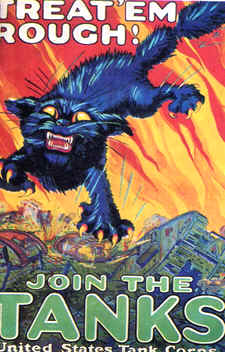 TREAT 'EM
ROUGH!
JOIN THE
TANKS
United States Tank Corps